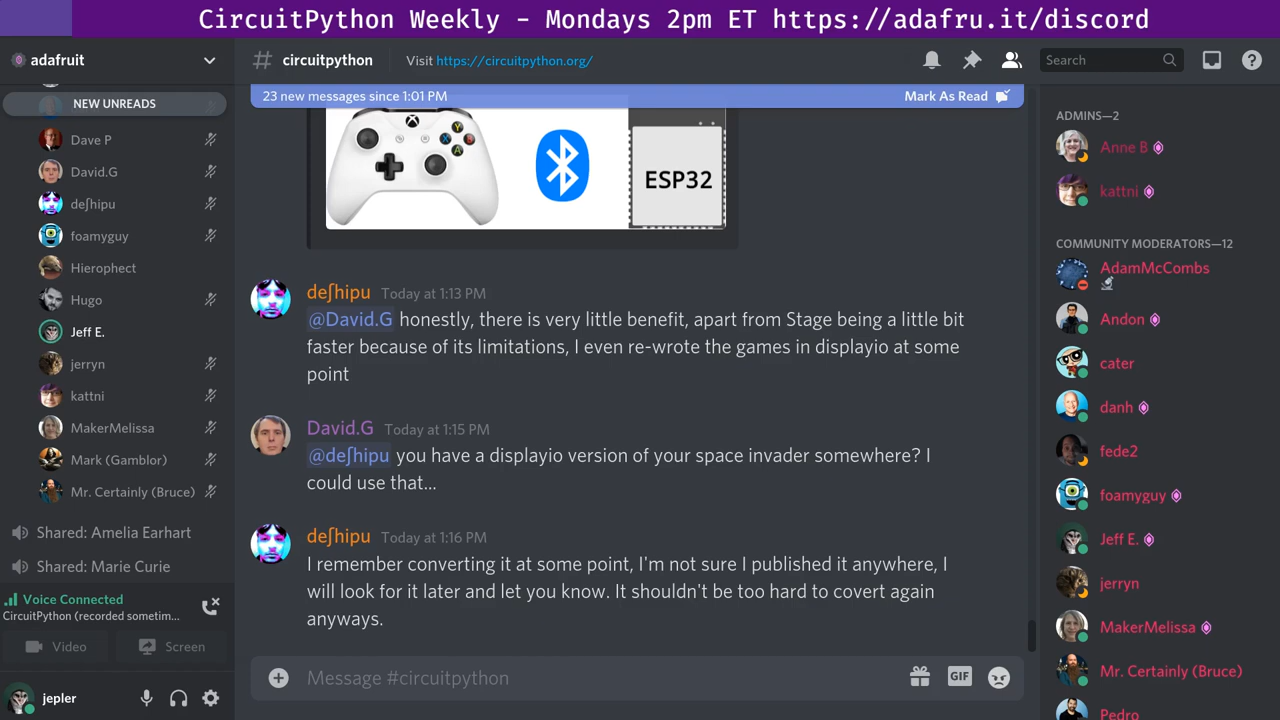 CircuitPython Weekly - Mondays 2pm ET https://adafru.it/discord
adafruit
# circuitpython
Visit https://circuitpython.org/
Search
NEW UNREADS
Dave P
David.G
deʃhipu
foamyguy
Hierophect
Hugo
Jeff E.
jerryn
kattni
MakerMelissa
Mark (Gamblor)
Mr. Certainly (Bruce)
Shared: Amelia Earhart
Shared: Marie Curie
Voice Connected
CircuitPython (recorded sometim...
Video
Screen
jepler
23 new messages since 1:01 PM
Mark As Read
Y
X
B
A
ESP32
deʃhipu Today at 1:13 PM
@David.G honestly, there is very little benefit, apart from Stage being a little bit
faster because of its limitations, I even re-wrote the games in displayio at some
point
David.G Today at 1:15 PM
@deʃhipu you have a displayio version of your space invader somewhere? I
could use that...
deʃhipu Today at 1:16 PM
I remember converting it at some point, I'm not sure I published it anywhere, I
will look for it later and let you know. It shouldn't be too hard to covert again
anyways.
Message #circuitpython
GIF
ADMINS—2
Anne B
kattni
COMMUNITY MODERATORS—12
AdamMcCombs
Andon
cater
danh
fede2
foamyguy
Jeff E.
jerryn
MakerMelissa
Mr. Certainly (Bruce)
Pedro